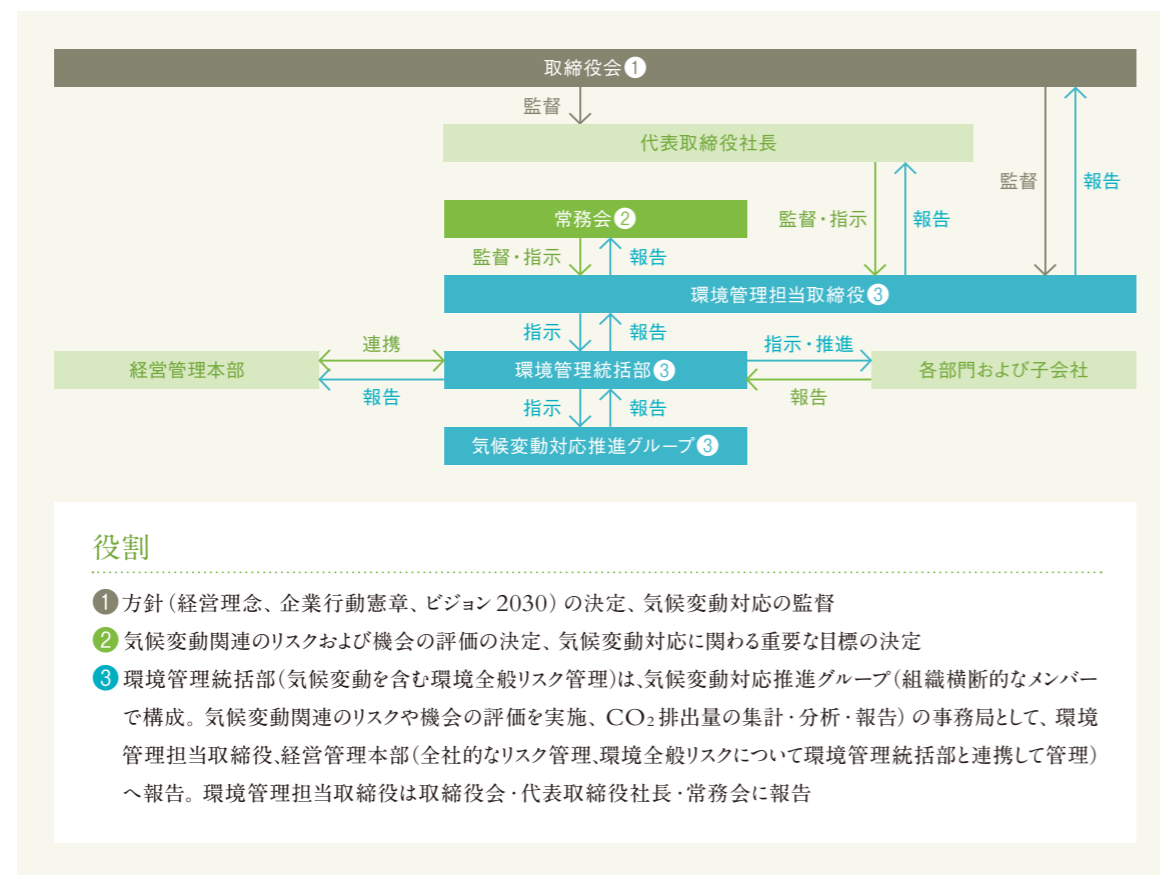 取締役会❶
監督
代表取締役社長
監督
報告
常務会❷
監督・指示
報告
監督・指示
報告
環境管理担当取締役❸
指示
報告
連携
指示・推進
経営管理本部
環境管理統括部❸
各部門および子会社
報告
報告
指示
報告
気候変動対応推進グループ❸
役割
❶方針(経営理念、企業行動憲章、ビジョン2030)の決定、気候変動対応の監督
❷気候変動関連のリスクおよび機会の評価の決定、気候変動対応に関わる重要な目標の決定
❸環境管理統括部(気候変動を含む環境全般リスク管理)は、気候変動対応推進グループ(組織横断的なメンバー
で構成。気候変動関連のリスクや機会の評価を実施、CO₂排出量の集計・分析・報告)の事務局として、環境
管理担当取締役、経営管理本部(全社的なリスク管理、環境全般リスクについて環境管理統括部と連携して管理)
へ報告。環境管理担当取締役は取締役会・代表取締役社長・常務会に報告